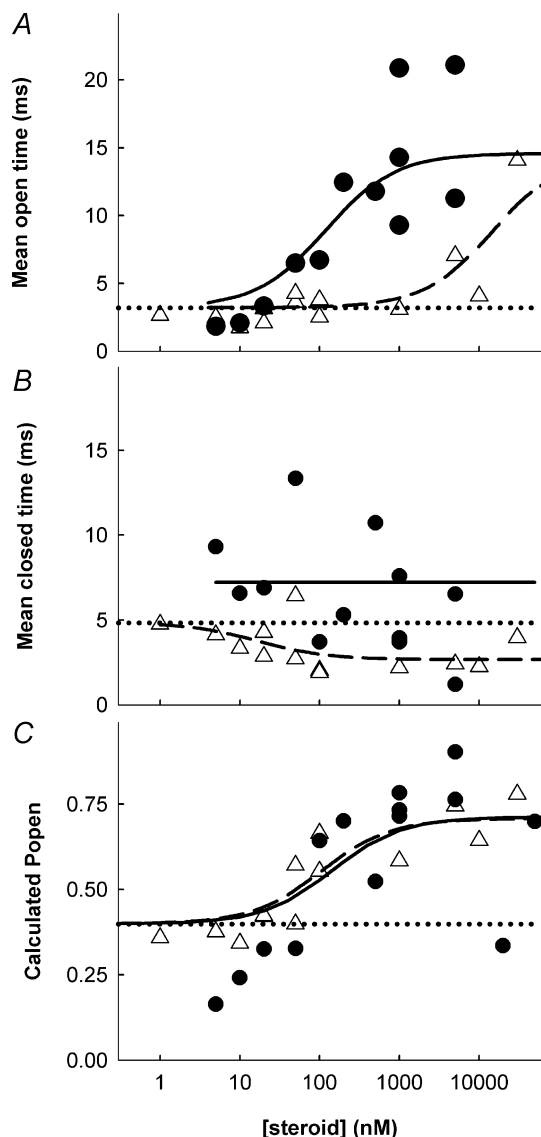 A
Mean open time (ms)
20
15
10
5
0
B
Mean closed time (ms)
15
10
5
0
C
Calculated Popen
0.75
0.50
0.25
0.00
1 10 100 1000 10000
[steroid] (nM)